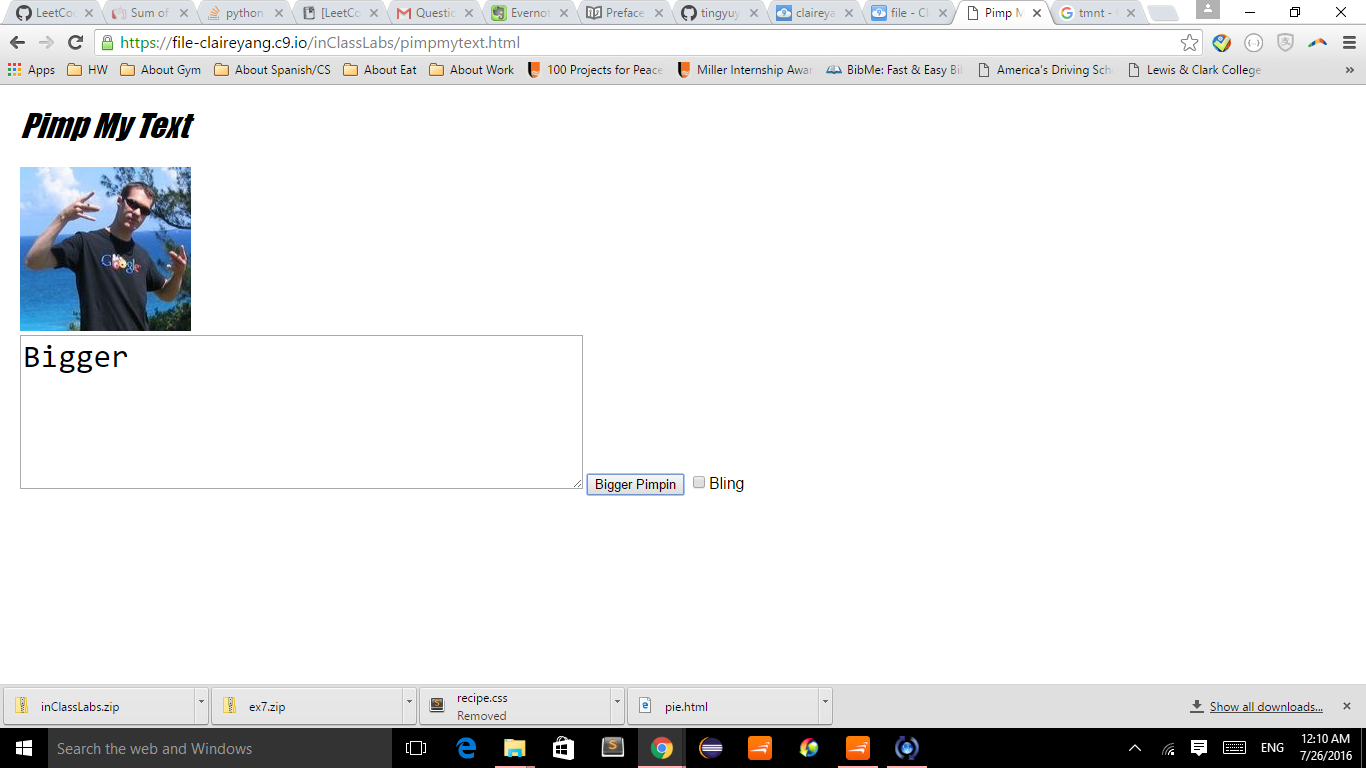 LeetCo
Sum of
python
[LeetCo
Questic
Evernot
Preface
tingyuy
claireya
file - C
Pimp M
tmnt -
https://file-claireyang.c9.io/inClassLabs/pimpmytext.html
Apps
HW
About Gym
About Spanish/CS
About Eat
About Work
100 Projects for Peace
Miller Internship Awar
BibMe: Fast & Easy Bi
America's Driving Sch
Lewis & Clark College
»
Pimp My Text
Google
Bigger
Bigger Pimpin
Bling
inClassLabs.zip
ex7.zip
recipe.css
Removed
pie.html
Show all downloads...
Search the web and Windows
ENG
12:10 AM
7/26/2016